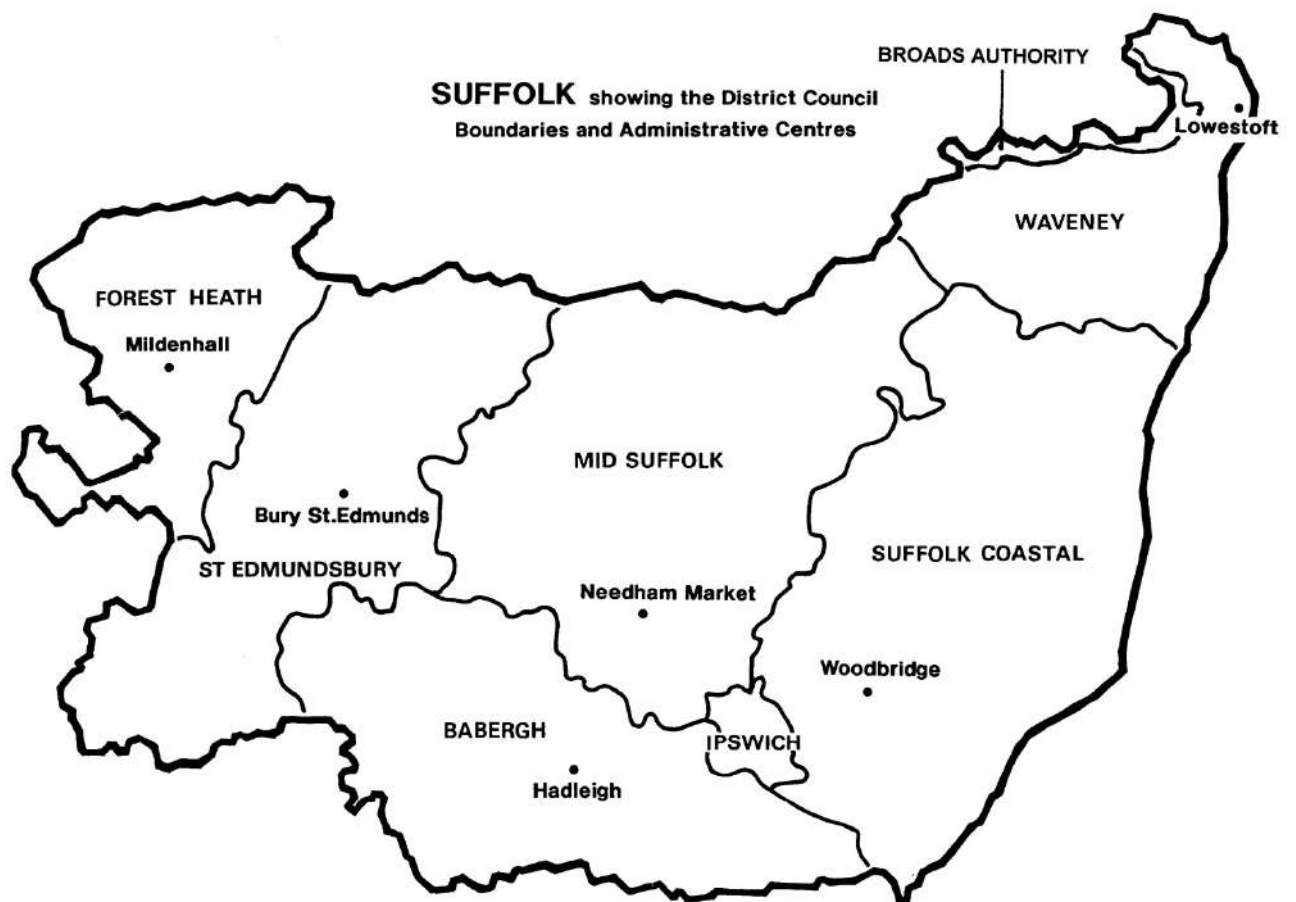 BROADS AUTHORITY
SUFFOLK showing the District Council
Boundaries and Administrative Centres
Lowestoft
WAVENEY
FOREST HEATH
Mildenhall
MID SUFFOLK
Bury St.Edmunds
SUFFOLK COASTAL
ST EDMUNDSBURY
Needham Market
Woodbridge
BABERGH
IPSWICH
Hadleigh